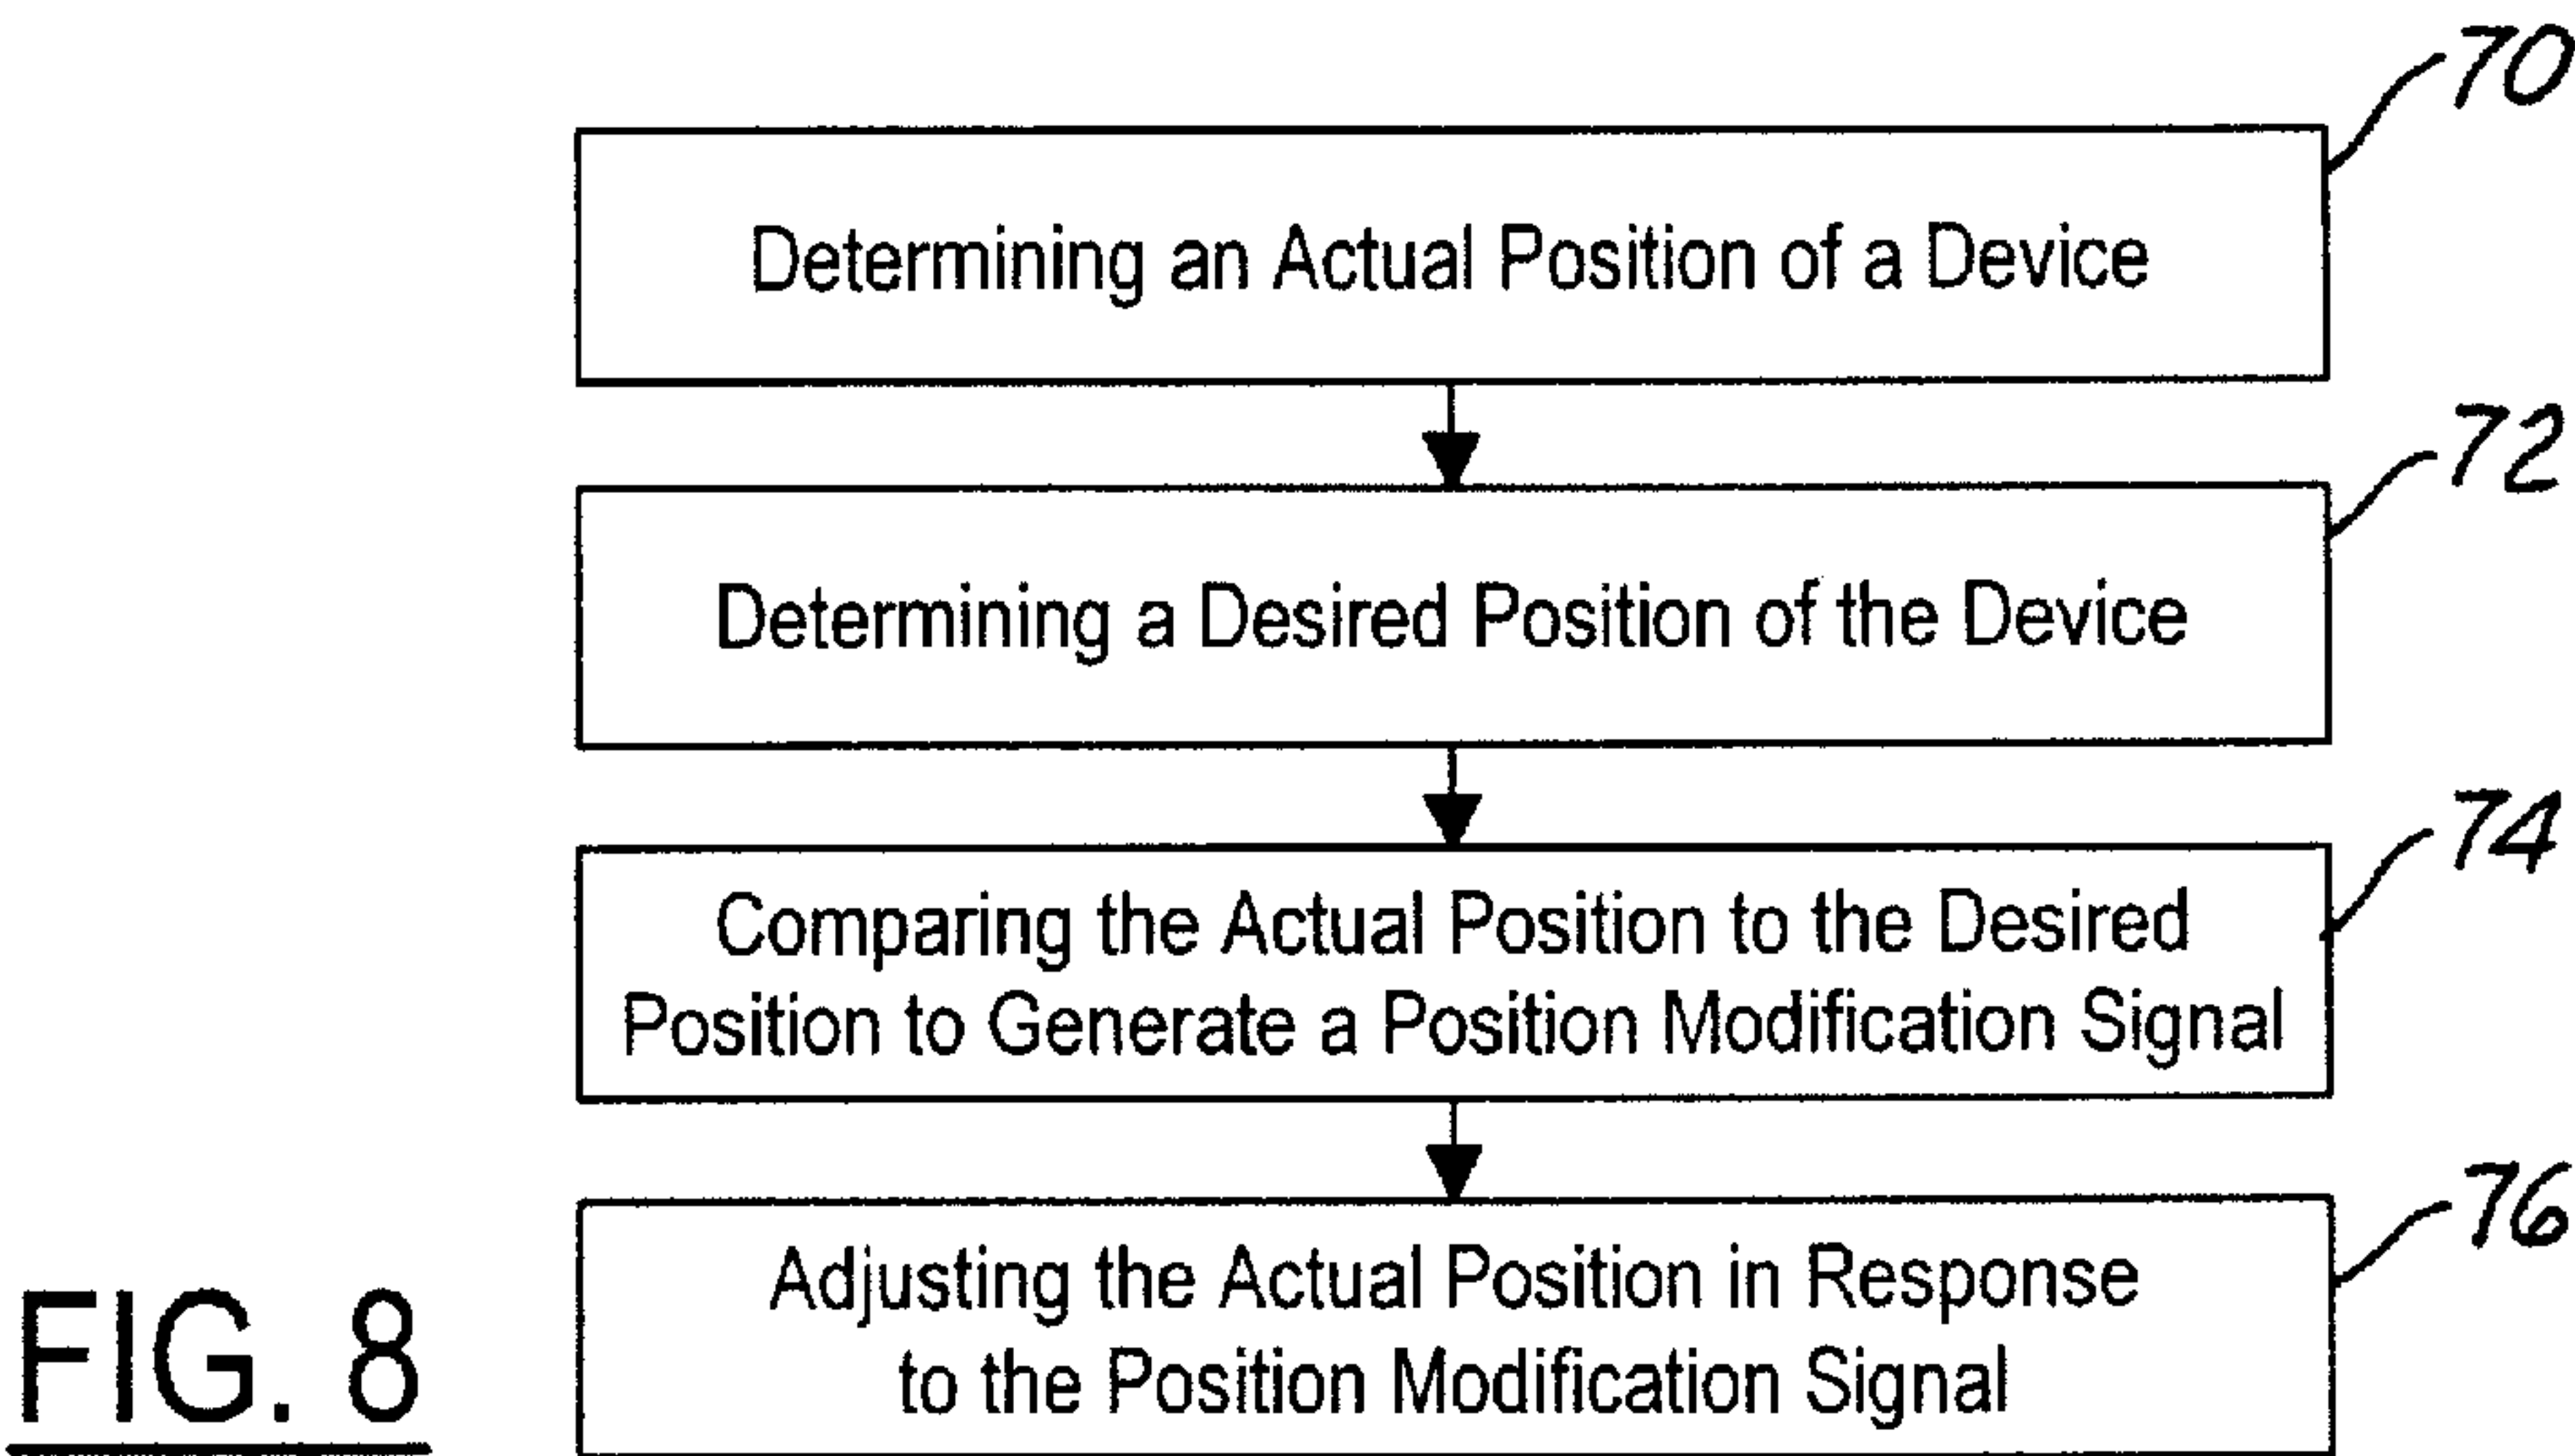 70
Determining an Actual Position of a Device
72
Determining a Desired Position of the Device
74
Comparing the Actual Position to the Desired
Position to Generate a Position Modification Signal
76
Adjusting the Actual Position in Response
to the Position Modification Signal
FIG. 8